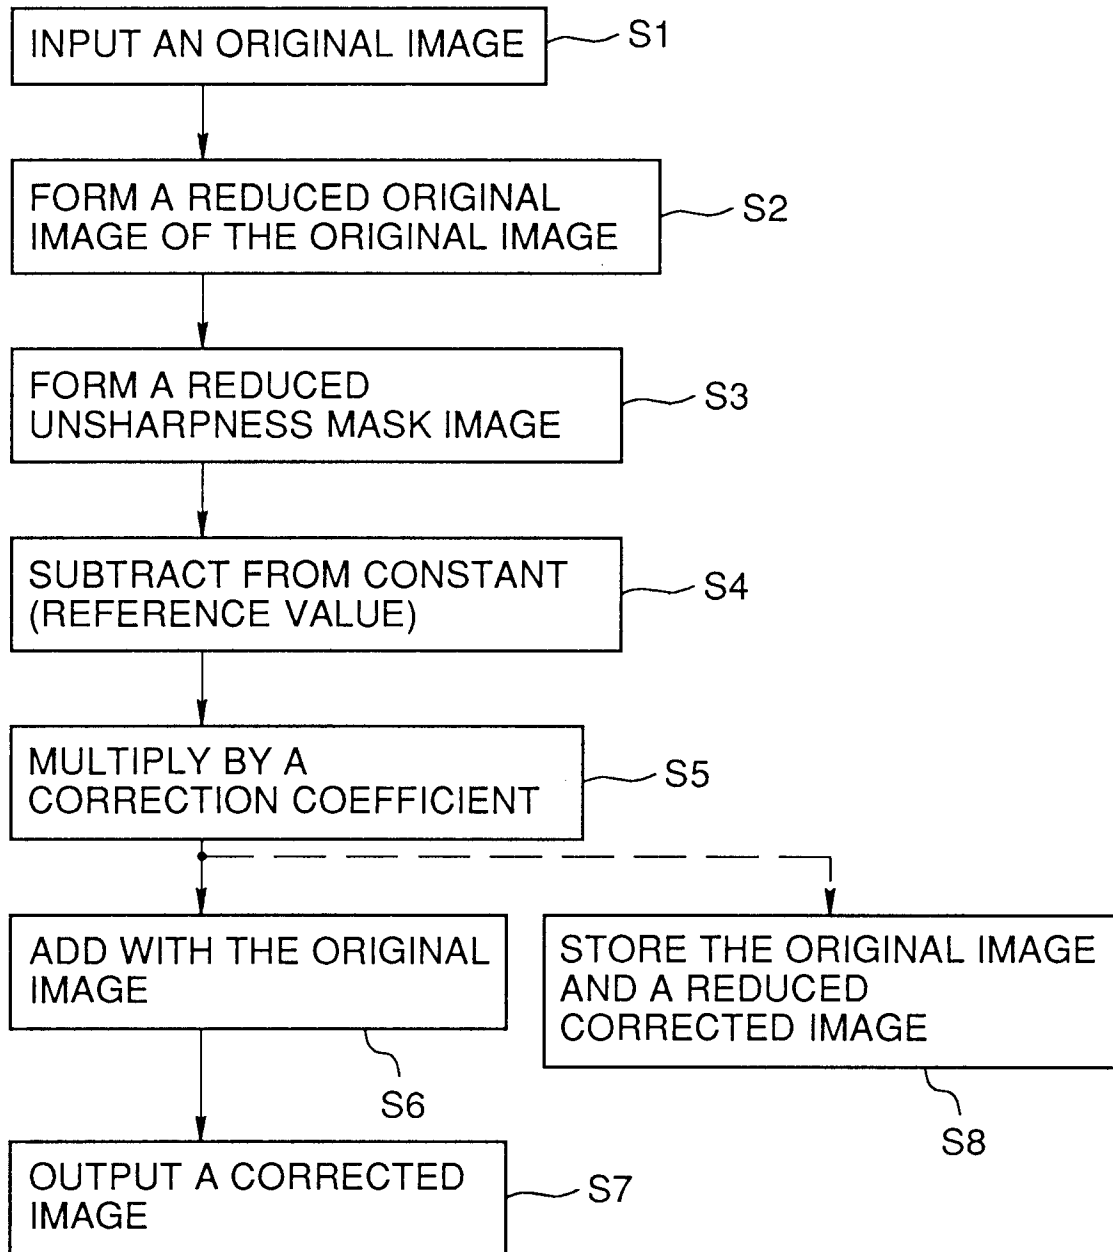 INPUT AN ORIGINAL IMAGE
S1
FORM A REDUCED ORIGINAL
IMAGE OF THE ORIGINAL IMAGE
S2
FORM A REDUCED
UNSHARPNESS MASK IMAGE
S3
SUBTRACT FROM CONSTANT
(REFERENCE VALUE)
S4
MULTIPLY BY A
CORRECTION COEFFICIENT
S5
ADD WITH THE ORIGINAL
IMAGE
S6
STORE THE ORIGINAL IMAGE
AND A REDUCED
CORRECTED IMAGE
S8
OUTPUT A CORRECTED
IMAGE
S7